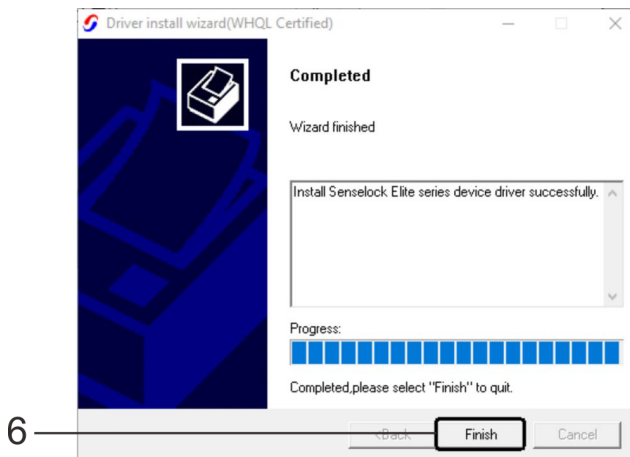 Driver install wizard(WHQL Certified)
Completed
Wizard finished
Install Senselock Elite series device driver successfully.
Progress:
Completed,please select "Finish" to quit.
6
<Back
Finish
Cancel